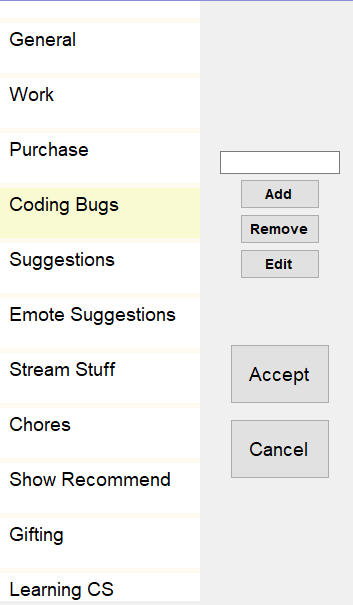 General
Work
Purchase
Coding Bugs
Suggestions
Emote Suggestions
Stream Stuff
Chores
Show Recommend
Gifting
Learning CS
Add
Remove
Edit
Accept
Cancel